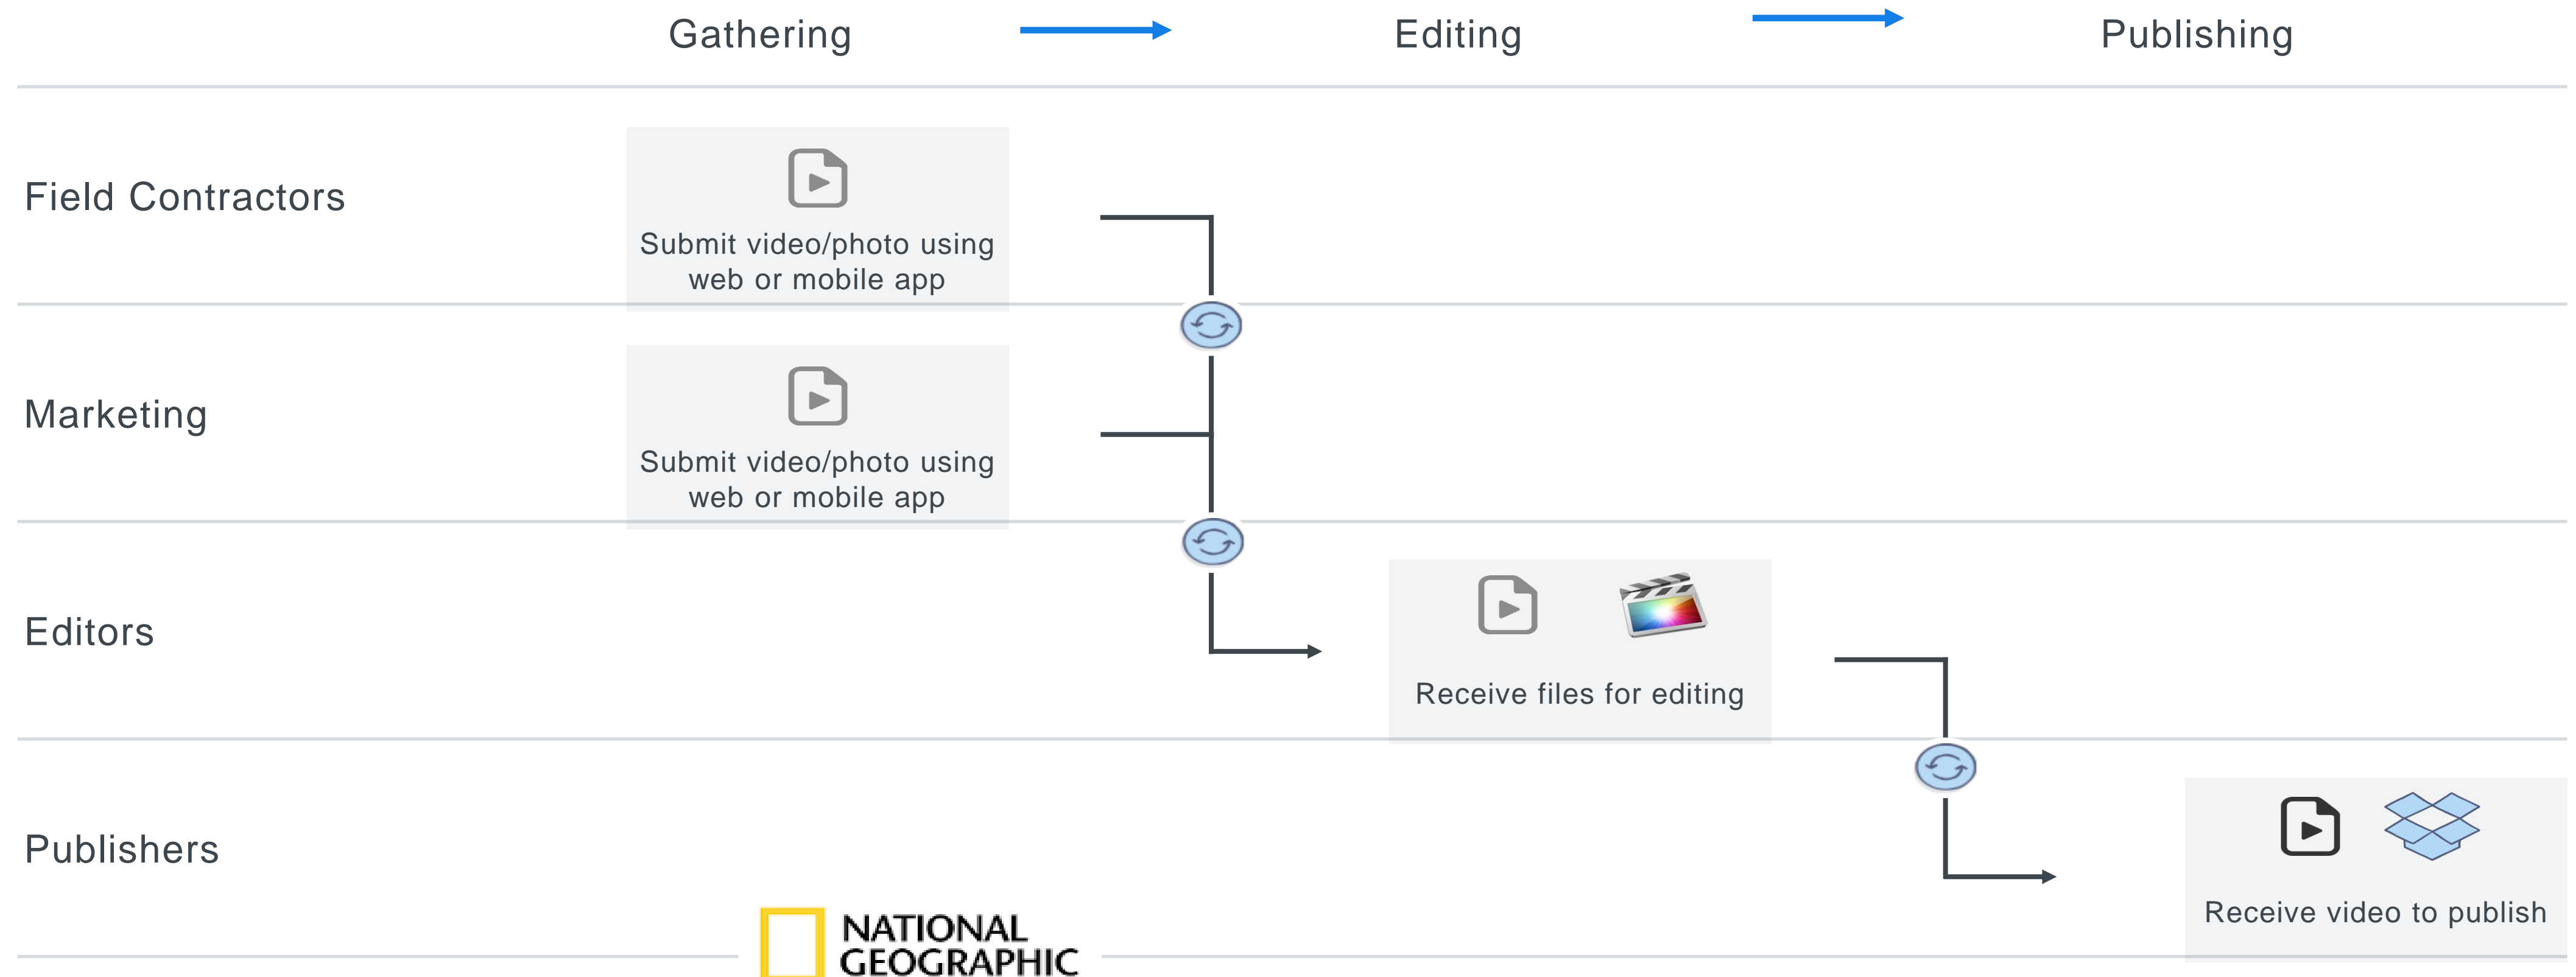 Gathering
Editing
Publishing
Field Contractors
Submit video/photo using
web or mobile app
Marketing
Submit video/photo using
web or mobile app
Editors
Receive files for editing
Publishers
Receive video to publish
NATIONAL
GEOGRAPHIC